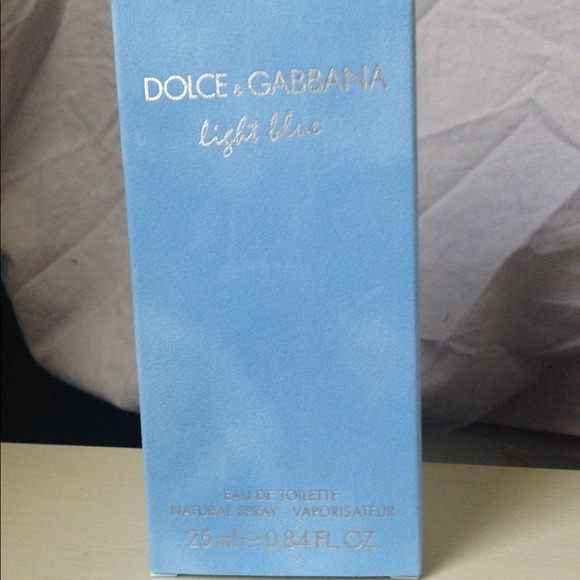 DOLCE & GABBANA
light blue
EAU DE TOILETTE
NATURAL SPRAY VAPORISATEUR
25 ml e 0.84 FL. OZ.